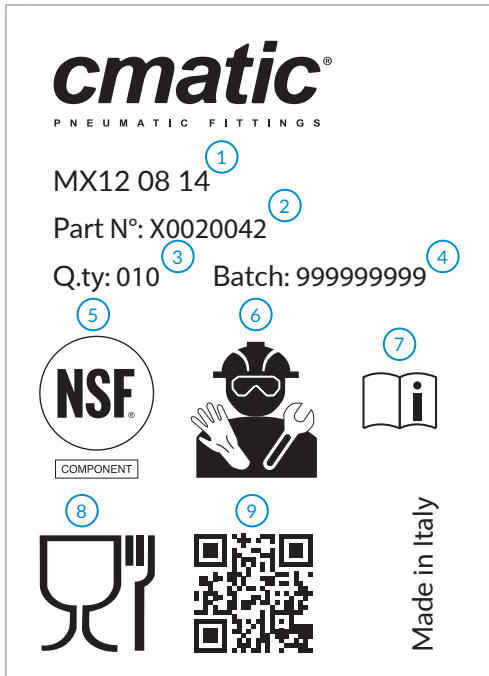 cmatic®
PNEUMATIC FITTINGS
1
MX12 08 14
2
Part N°: X0020042
3
4
Q.ty: 010 Batch: 999999999
5
6
7
NSF®
i
COMPONENT
8
9
Made in Italy